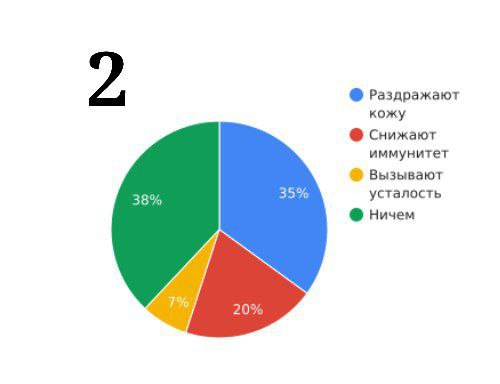 2
Раздражают
кожу
Снижают
иммунитет
Вызывают
усталость
Ничем
35%
38%
7%
20%